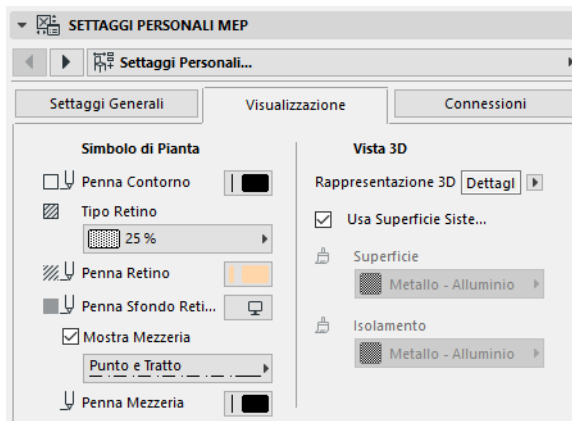 SETTAGGI PERSONALI MEP
Settaggi Personali...
Settaggi Generali
Visualizzazione
Connessioni
Simbolo di Pianta
Penna Contorno
Tipo Retino
25 %
Penna Retino
Penna Sfondo Reti...
Mostra Mezzeria
Punto e Tratto
Penna Mezzeria
Vista 3D
Rappresentazione 3D Dettagl
Usa Superficie Siste...
Superficie
Metallo - Alluminio
Isolamento
Metallo - Alluminio